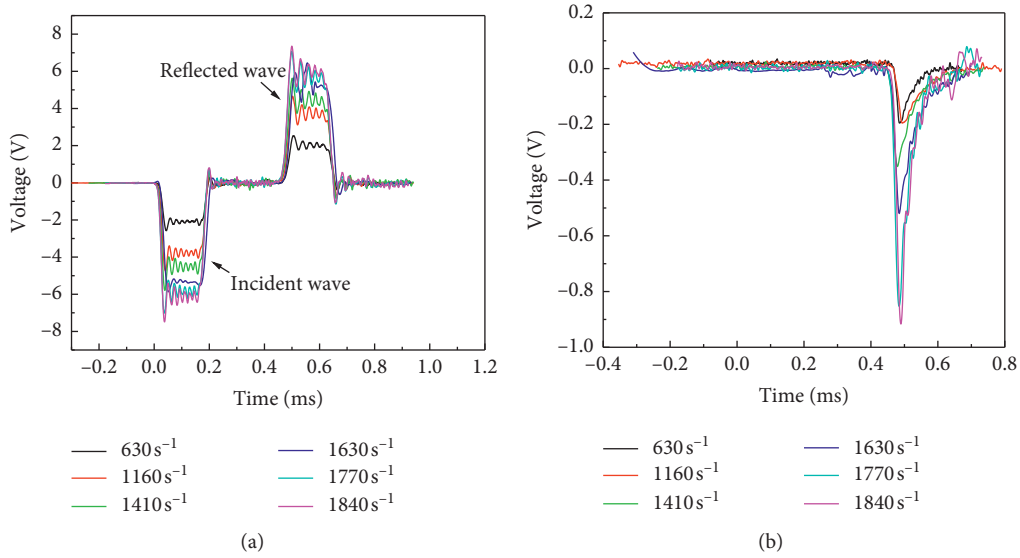 8
6
4
2
0
−2
−4
−6
−8
Voltage (V)
Reflected wave
Incident wave
−0.2 0.0 0.2 0.4 0.6 0.8 1.0 1.2
Time (ms)
630 s⁻¹
1160 s⁻¹
1410 s⁻¹
1630 s⁻¹
1770 s⁻¹
1840 s⁻¹
(a)
0.2
0.0
−0.2
−0.4
−0.6
−0.8
−1.0
Voltage (V)
−0.4 −0.2 0.0 0.2 0.4 0.6 0.8
Time (ms)
630 s⁻¹
1160 s⁻¹
1410 s⁻¹
1630 s⁻¹
1770 s⁻¹
1840 s⁻¹
(b)